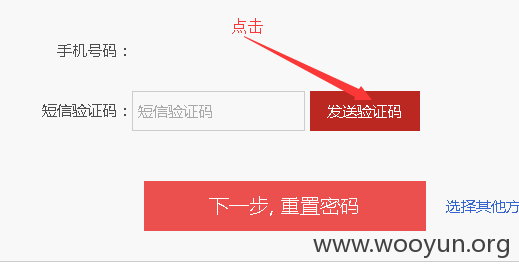 点击
手机号码：
短信验证码：
短信验证码
发送验证码
下一步, 重置密码
选择其他方
www.wooyun.org